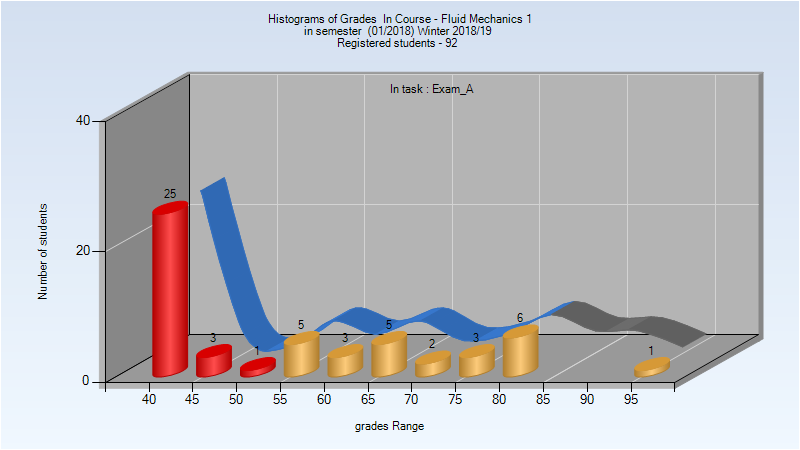 Histograms of Grades  In Course - Fluid Mechanics 1
in semester  (01/2018) Winter 2018/19
Registered students - 92
In task : Exam_A
40
20
0
Number of students
25
3
1
5
3
5
2
3
6
1
40 45 50 55 60 65 70 75 80 85 90 95
grades Range